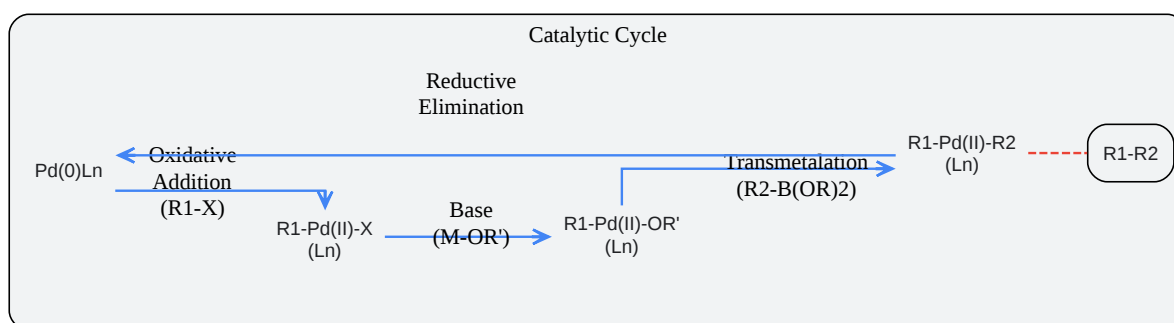 Catalytic Cycle
Reductive
Elimination
Pd(0)Ln
Oxidative
Addition
(R1-X)
R1-Pd(II)-X
(Ln)
Base
(M-OR')
R1-Pd(II)-OR'
(Ln)
Transmetalation
(R2-B(OR)2)
R1-Pd(II)-R2
(Ln)
R1-R2